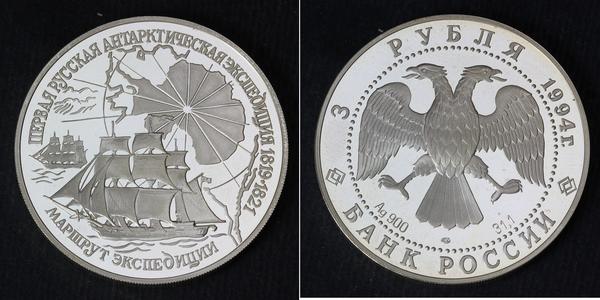 ПЕРВАЯ РУССКАЯ АНТАРКТИЧЕСКАЯ ЭКСПЕДИЦИЯ 1819-1821
МАРШРУТ ЭКСПЕДИЦИИ
3 РУБЛЯ 1994г
Ag 900
31,1
БАНК РОССИИ